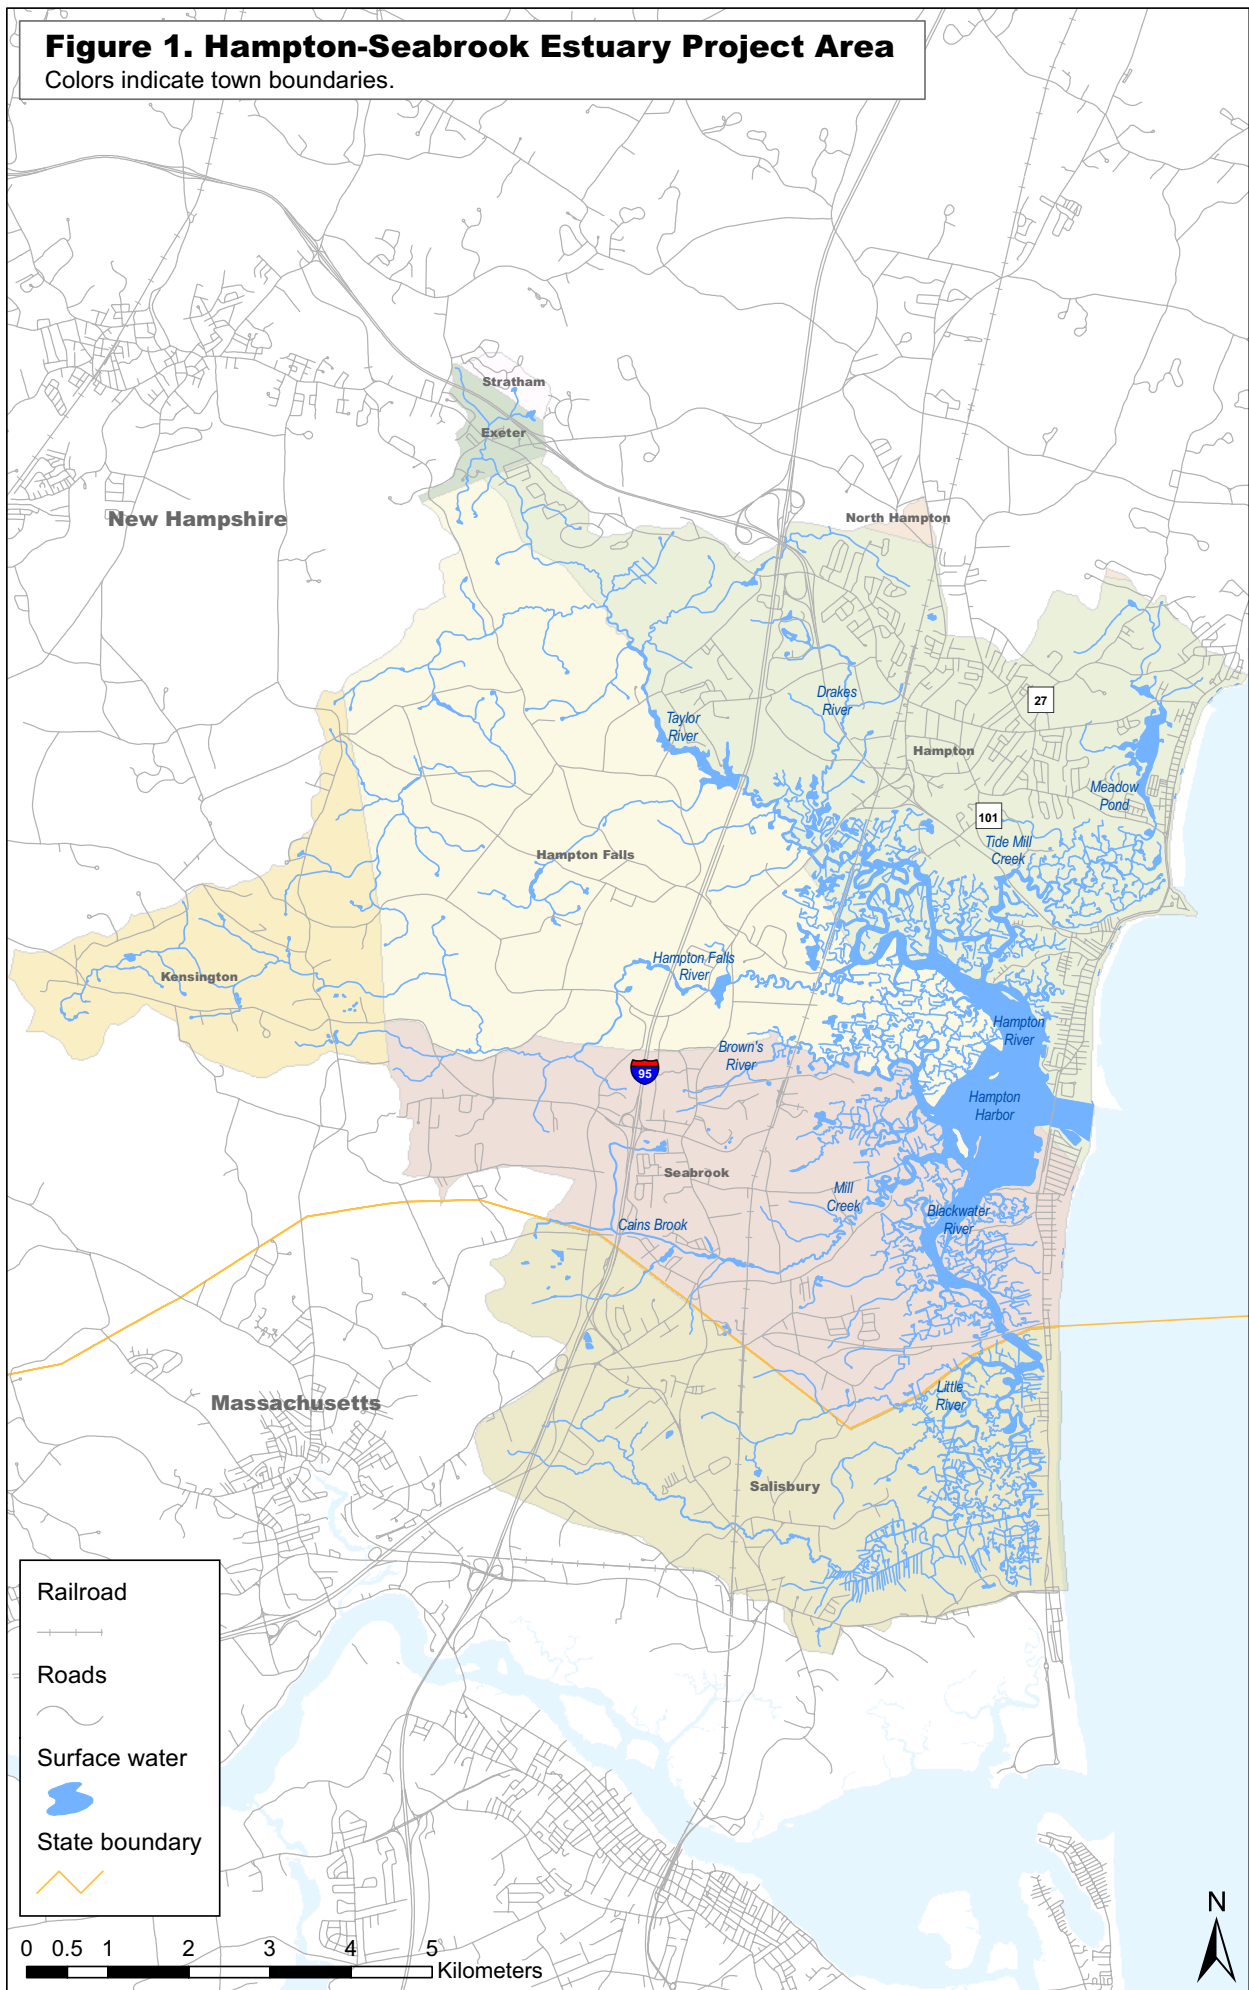 Figure 1. Hampton-Seabrook Estuary Project Area
Colors indicate town boundaries.
Stratham
Exeter
New Hampshire
North Hampton
27
Drakes
River
Taylor
River
Hampton
Meadow
Pond
101
Tide Mill
Creek
Hampton Falls
Hampton Falls
River
Kensington
Hampton
River
Brown's
River
95
Hampton
Harbor
Seabrook
Mill
Creek
Blackwater
River
Cains Brook
Little
River
Massachusetts
Salisbury
Railroad
Roads
Surface water
State boundary
N
0 0.5 1 2 3 4 5
Kilometers